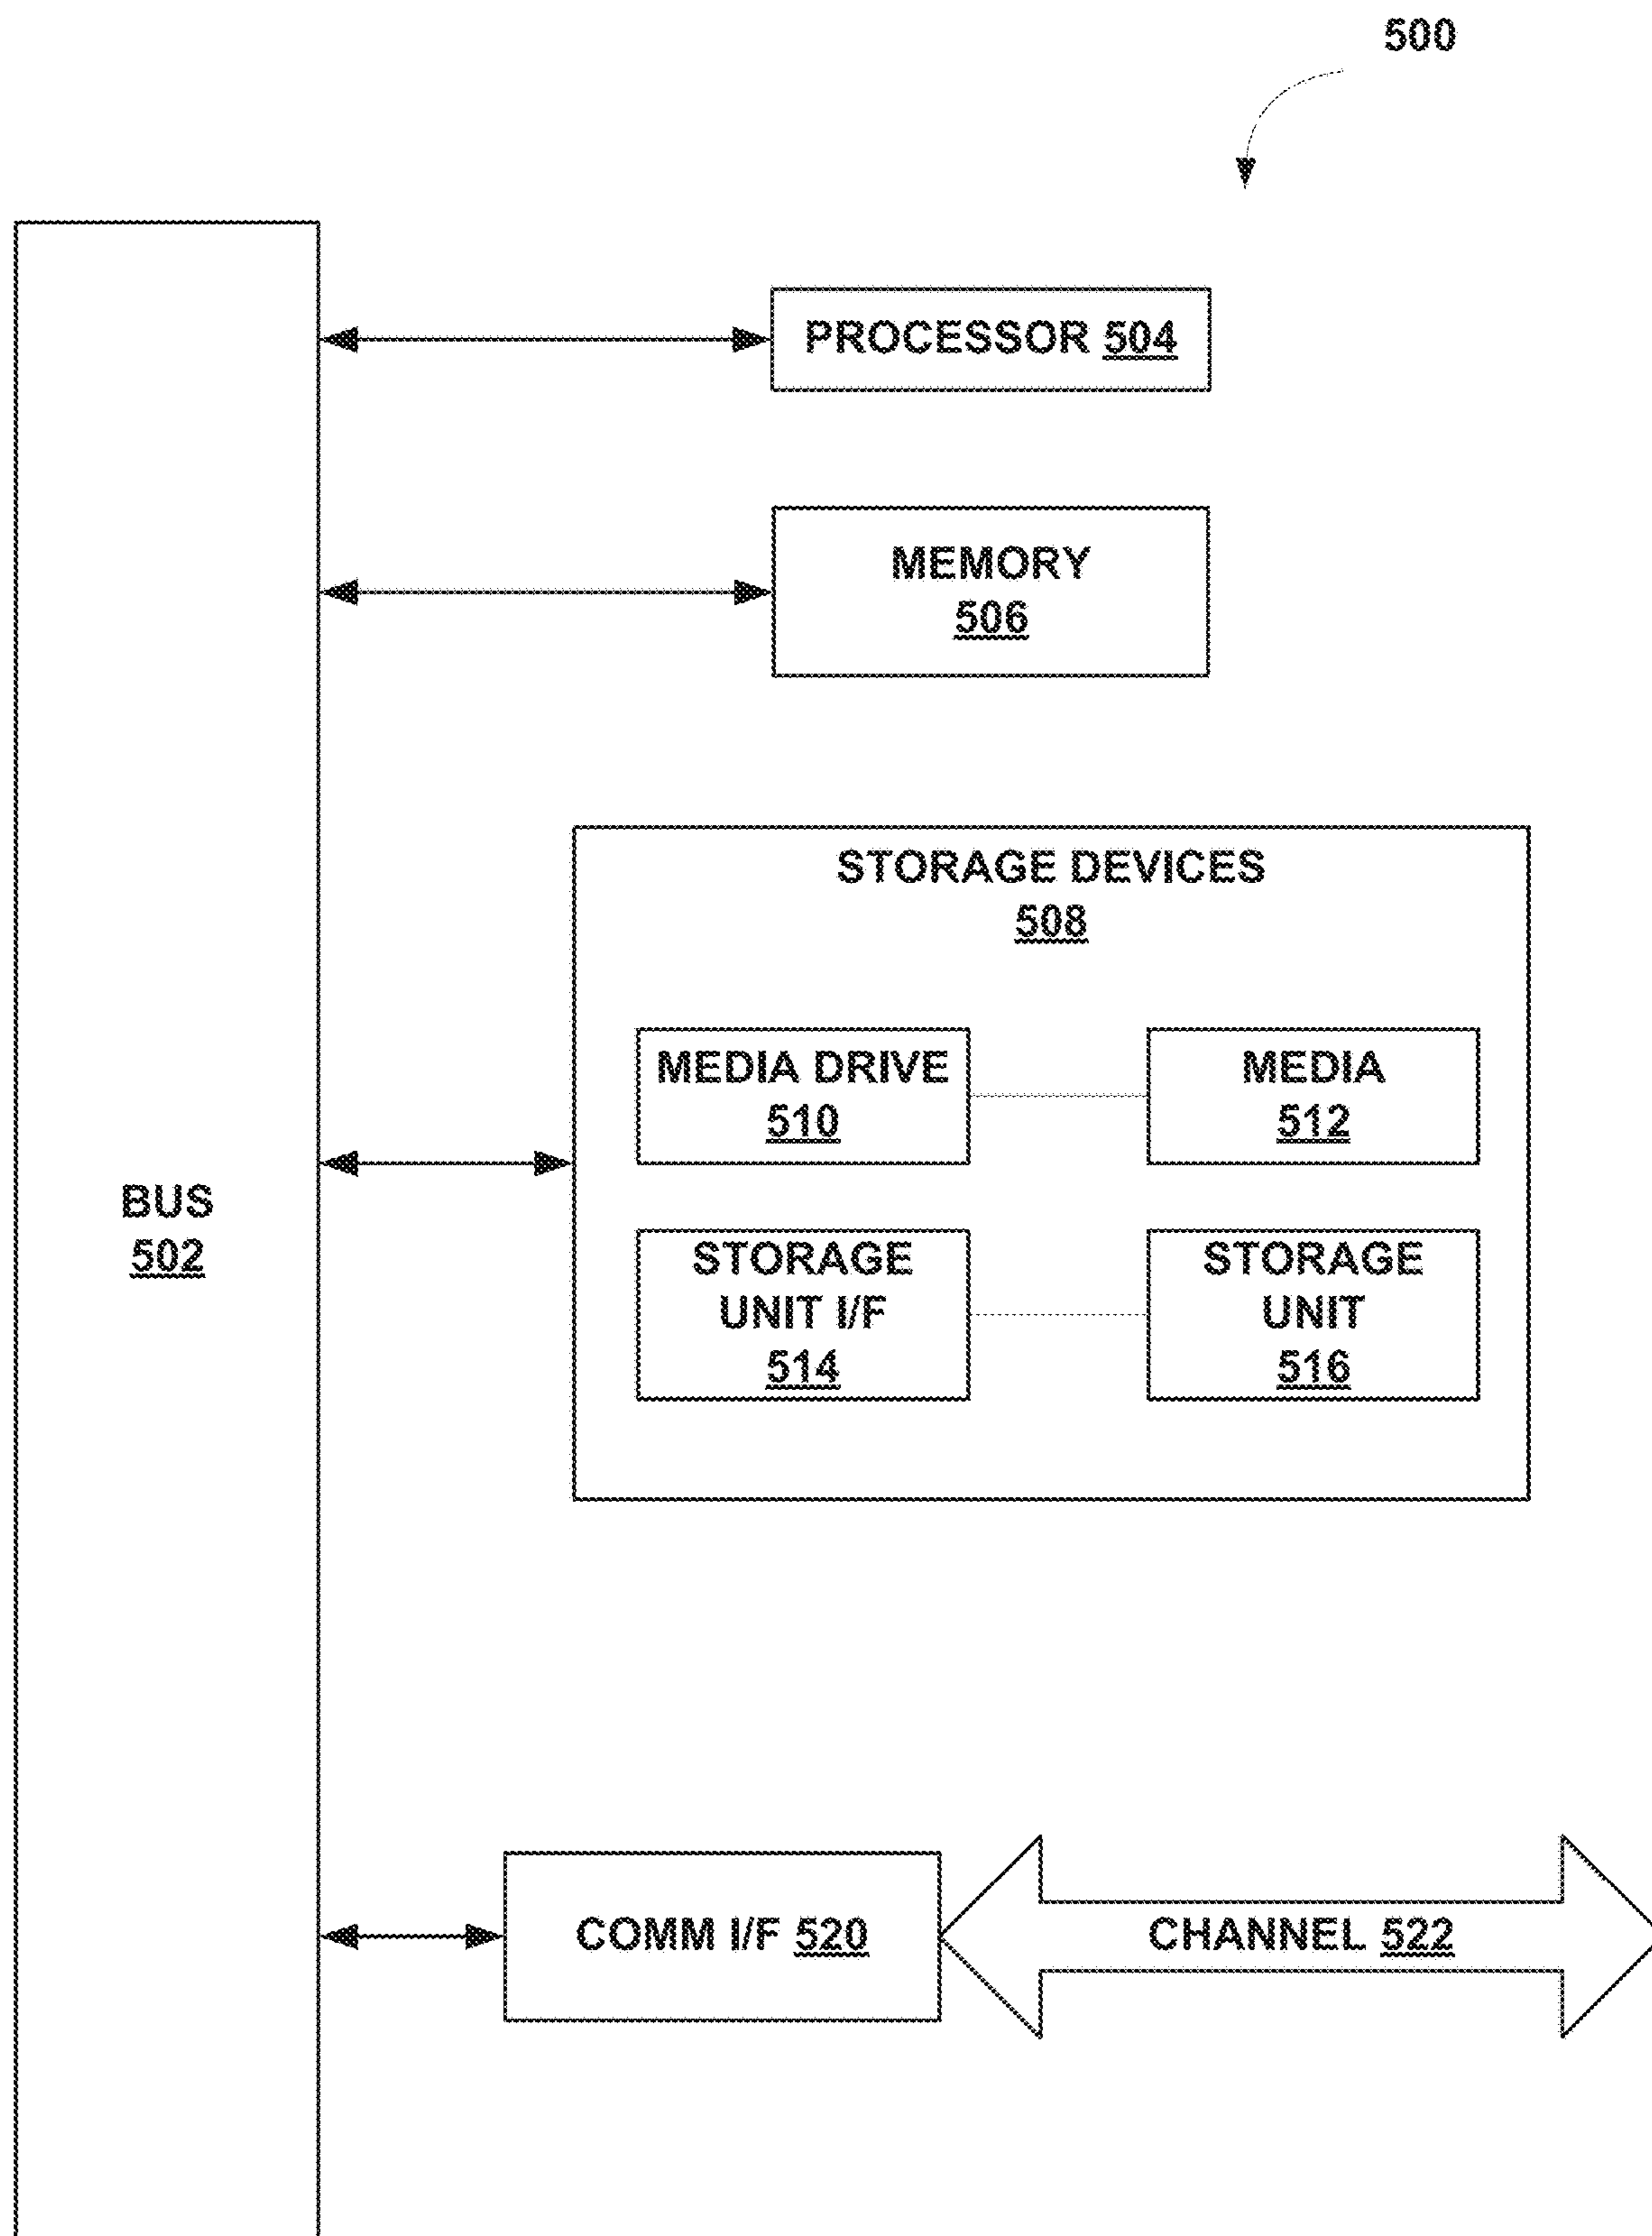 500
PROCESSOR 504
MEMORY
506
STORAGE DEVICES
508
MEDIA DRIVE
510
MEDIA
512
BUS
502
STORAGE
UNIT I/F
514
STORAGE
UNIT
516
COMM I/F 520
CHANNEL 522